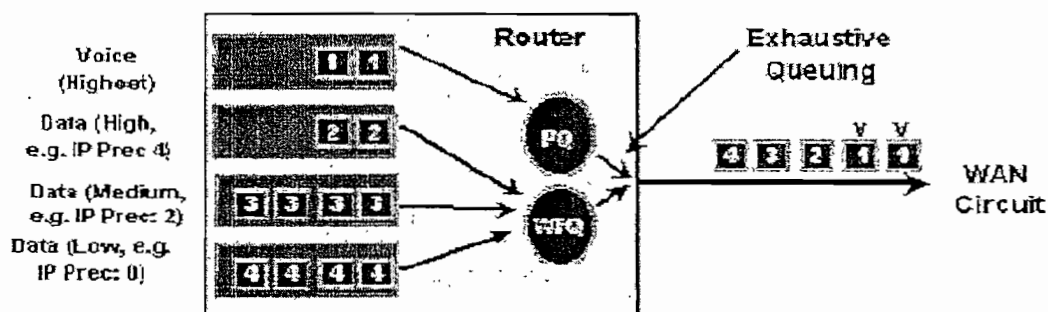 Voice
(Highest)
Data (High,
e.g. IP Prec 4)
Data (Medium,
e.g. IP Prec: 2)
Data (Low, e.g.
IP Prec: 0)
1 1
2 2
3 3 3 3
4 4 4 4
Router
PQ
WFQ
Exhaustive
Queuing
V V
4 3 2 1 1
WAN
Circuit